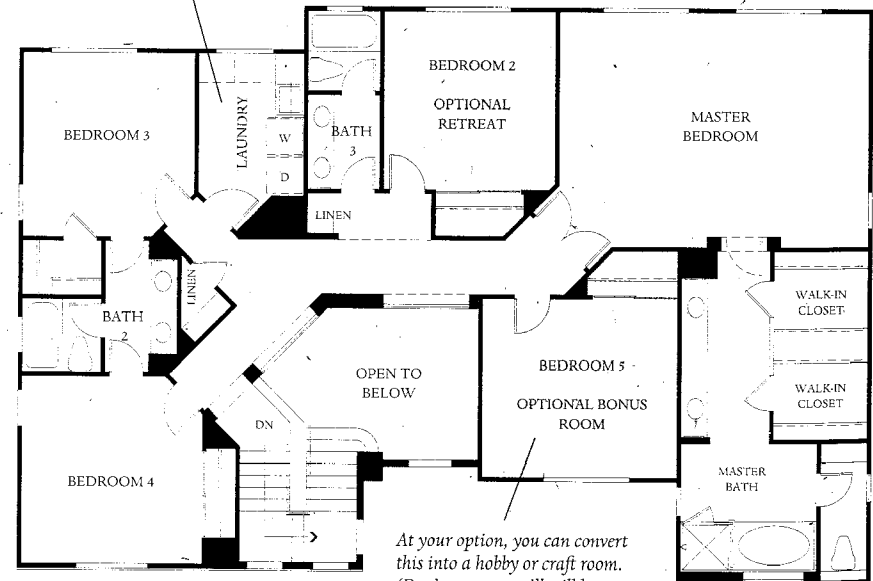 BEDROOM 2
OPTIONAL
RETREAT
MASTER
BEDROOM
BEDROOM 3
LAUNDRY
W
D
BATH
3
LINEN
LINEN
BATH
2
WALK-IN
CLOSET
WALK-IN
CLOSET
OPEN TO
BELOW
BEDROOM 5
OPTIONAL BONUS
ROOM
DN
BEDROOM 4
MASTER
BATH
At your option, you can convert
this into a hobby or craft room.